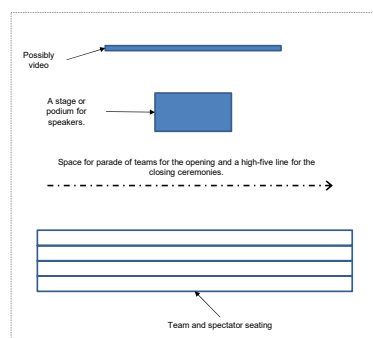 Possibly
video
A stage or
podium for
speakers.
Space for parade of teams for the opening and a high-five line for the
closing ceremonies.
Team and spectator seating